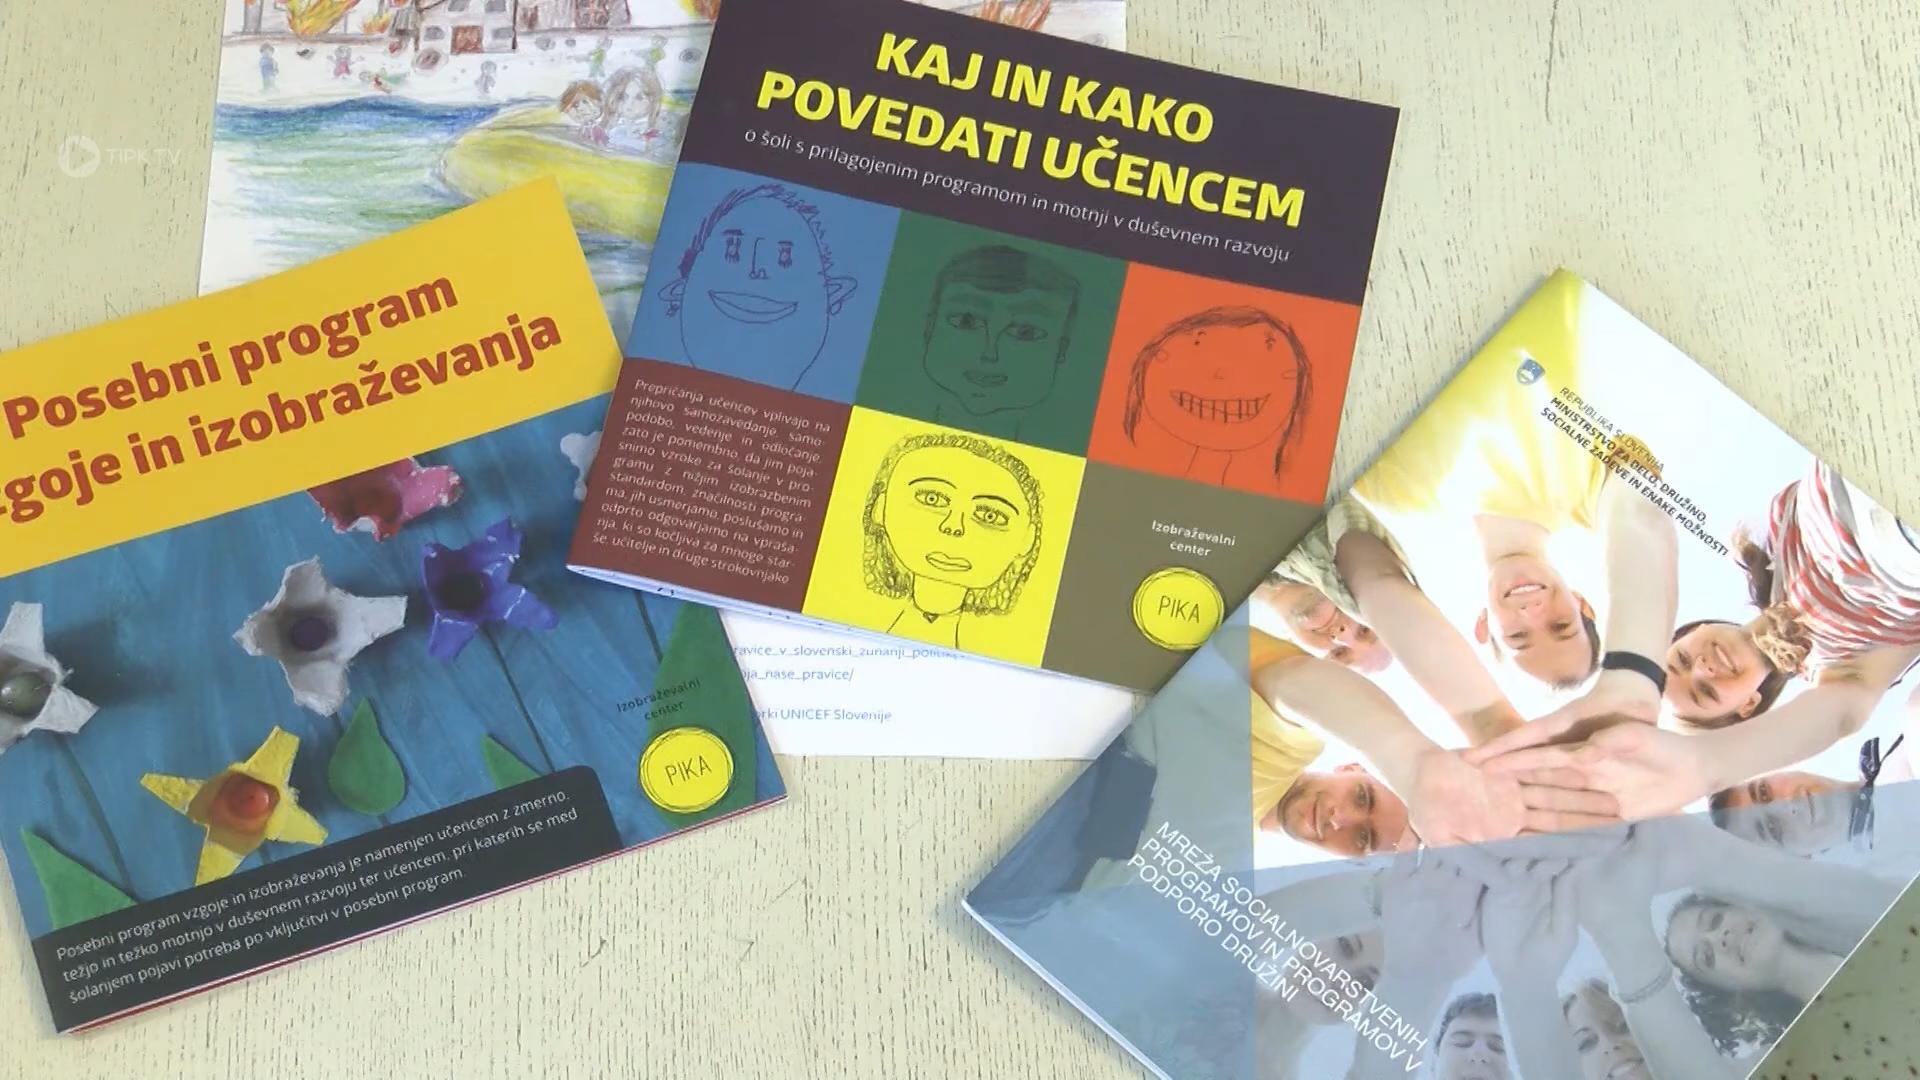 TIPK TV
KAJ IN KAKO
POVEDATI UČENCEM
o šoli s prilagojenim programom in motnji v duševnem razvoju
Prepričanja učencev vplivajo na
njihovo samozavedanje, samo-
podobo, vedenje in odločanje,
zato je pomembno, da jim poja-
snimo vzroke za šolanje v pro-
gramu z nižjim izobrazbenim
standardom, značilnosti progra-
ma, jih usmerjamo, poslušamo in
odprto odgovarjamo na vpraša-
nja, ki so kočljiva za mnoge star-
še, učitelje in druge strokovnjake
Izobraževalni
center
PIKA
Posebni program
zgoje in izobraževanja
Izobraževalni
center
PIKA
Posebni program vzgoje in izobraževanja je namenjen učencem z zmerno,
težjo in težko motnjo v duševnem razvoju ter učencem, pri katerih se med
šolanjem pojavi potreba po vključitvi v posebni program.
ravice_v_slovenski_zunanji_politiki
oja_nase_pravice/
orki UNICEF Slovenije
REPUBLIKA SLOVENIJA
MINISTRSTVO ZA DELO, DRUŽINO,
SOCIALNE ZADEVE IN ENAKE MOŽNOSTI
MREŽA SOCIALNOVARSTVENIH
PROGRAMOV IN PROGRAMOV V
PODPORO DRUŽINI